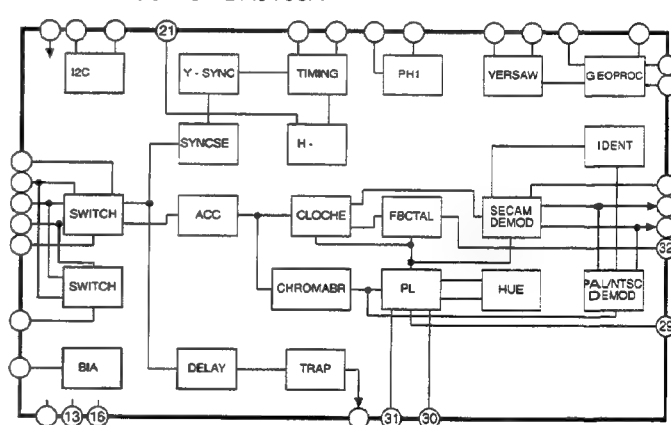 21
I2C
Y - SYNC
TIMING
PH1
VERSAW
GEOPROC
SYNCSE
H -
IDENT
SWITCH
ACC
CLOCHE
FBCTAL
SECAM
DEMOD
32
SWITCH
CHROMABR
PL
HUE
PAL/NTSC
DEMOD
29
BIA
DELAY
TRAP
13
16
31
30